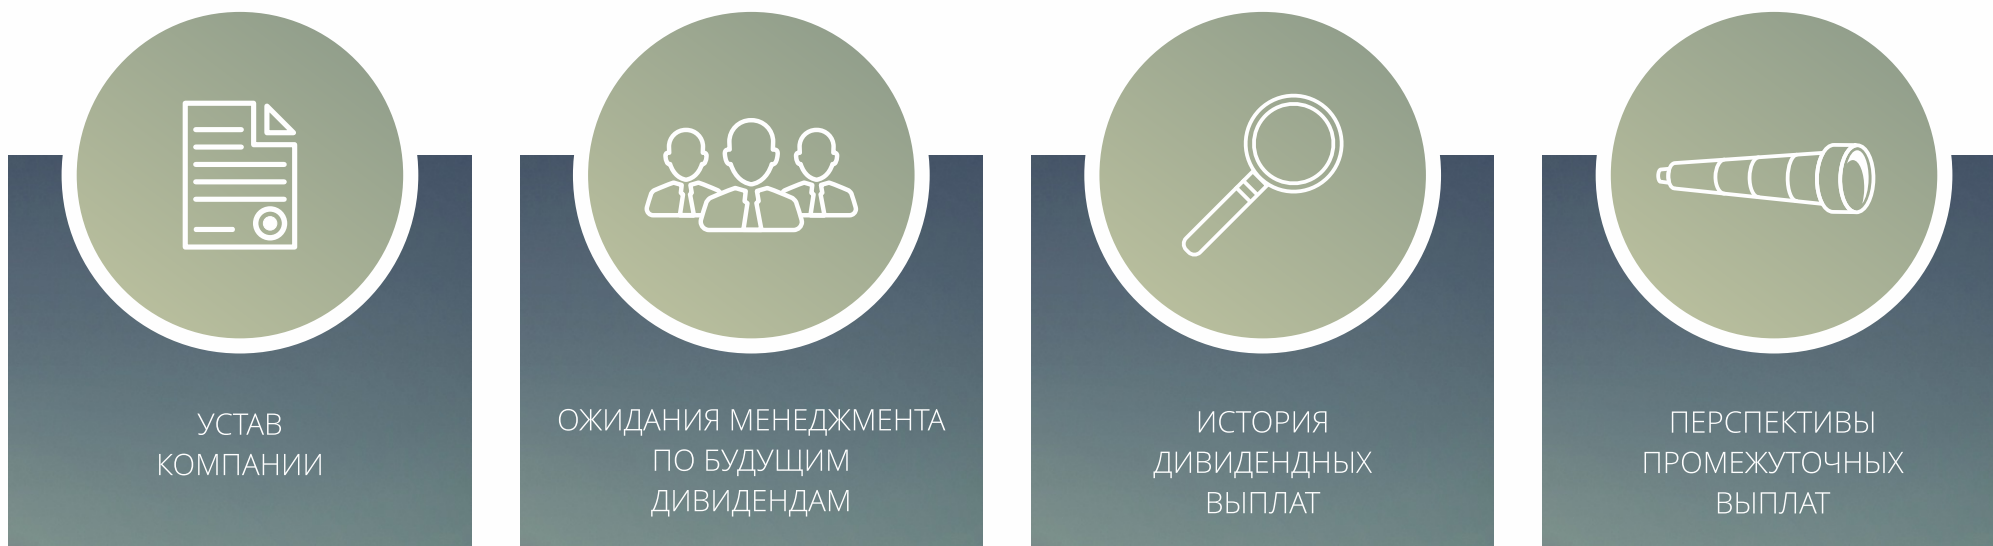 УСТАВ
КОМПАНИИ
ОЖИДАНИЯ МЕНЕДЖМЕНТА
ПО БУДУЩИМ
ДИВИДЕНДАМ
ИСТОРИЯ
ДИВИДЕНДНЫХ
ВЫПЛАТ
ПЕРСПЕКТИВЫ
ПРОМЕЖУТОЧНЫХ
ВЫПЛАТ